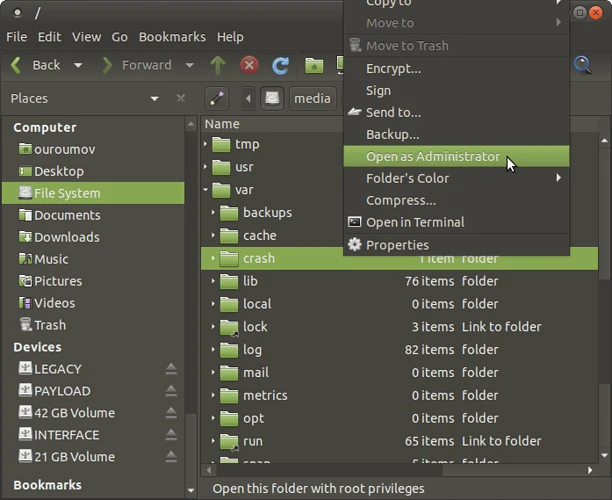 /
File Edit View Go Bookmarks Help
Back Forward
Places media
Copy to
Move to
Move to Trash
Encrypt...
Sign
Send to...
Backup...
Open as Administrator
Folder's Color
Compress...
Open in Terminal
Properties
Computer
ouroumov
Desktop
File System
Documents
Downloads
Music
Pictures
Videos
Trash
Devices
LEGACY
PAYLOAD
42 GB Volume
INTERFACE
21 GB Volume
Bookmarks
Name
tmp
usr
var
backups
cache
crash 1 item folder
lib 76 items folder
local 0 items folder
lock 3 items Link to folder
log 82 items folder
mail 0 items folder
metrics 0 items folder
opt 0 items folder
run 65 items Link to folder
Open this folder with root privileges